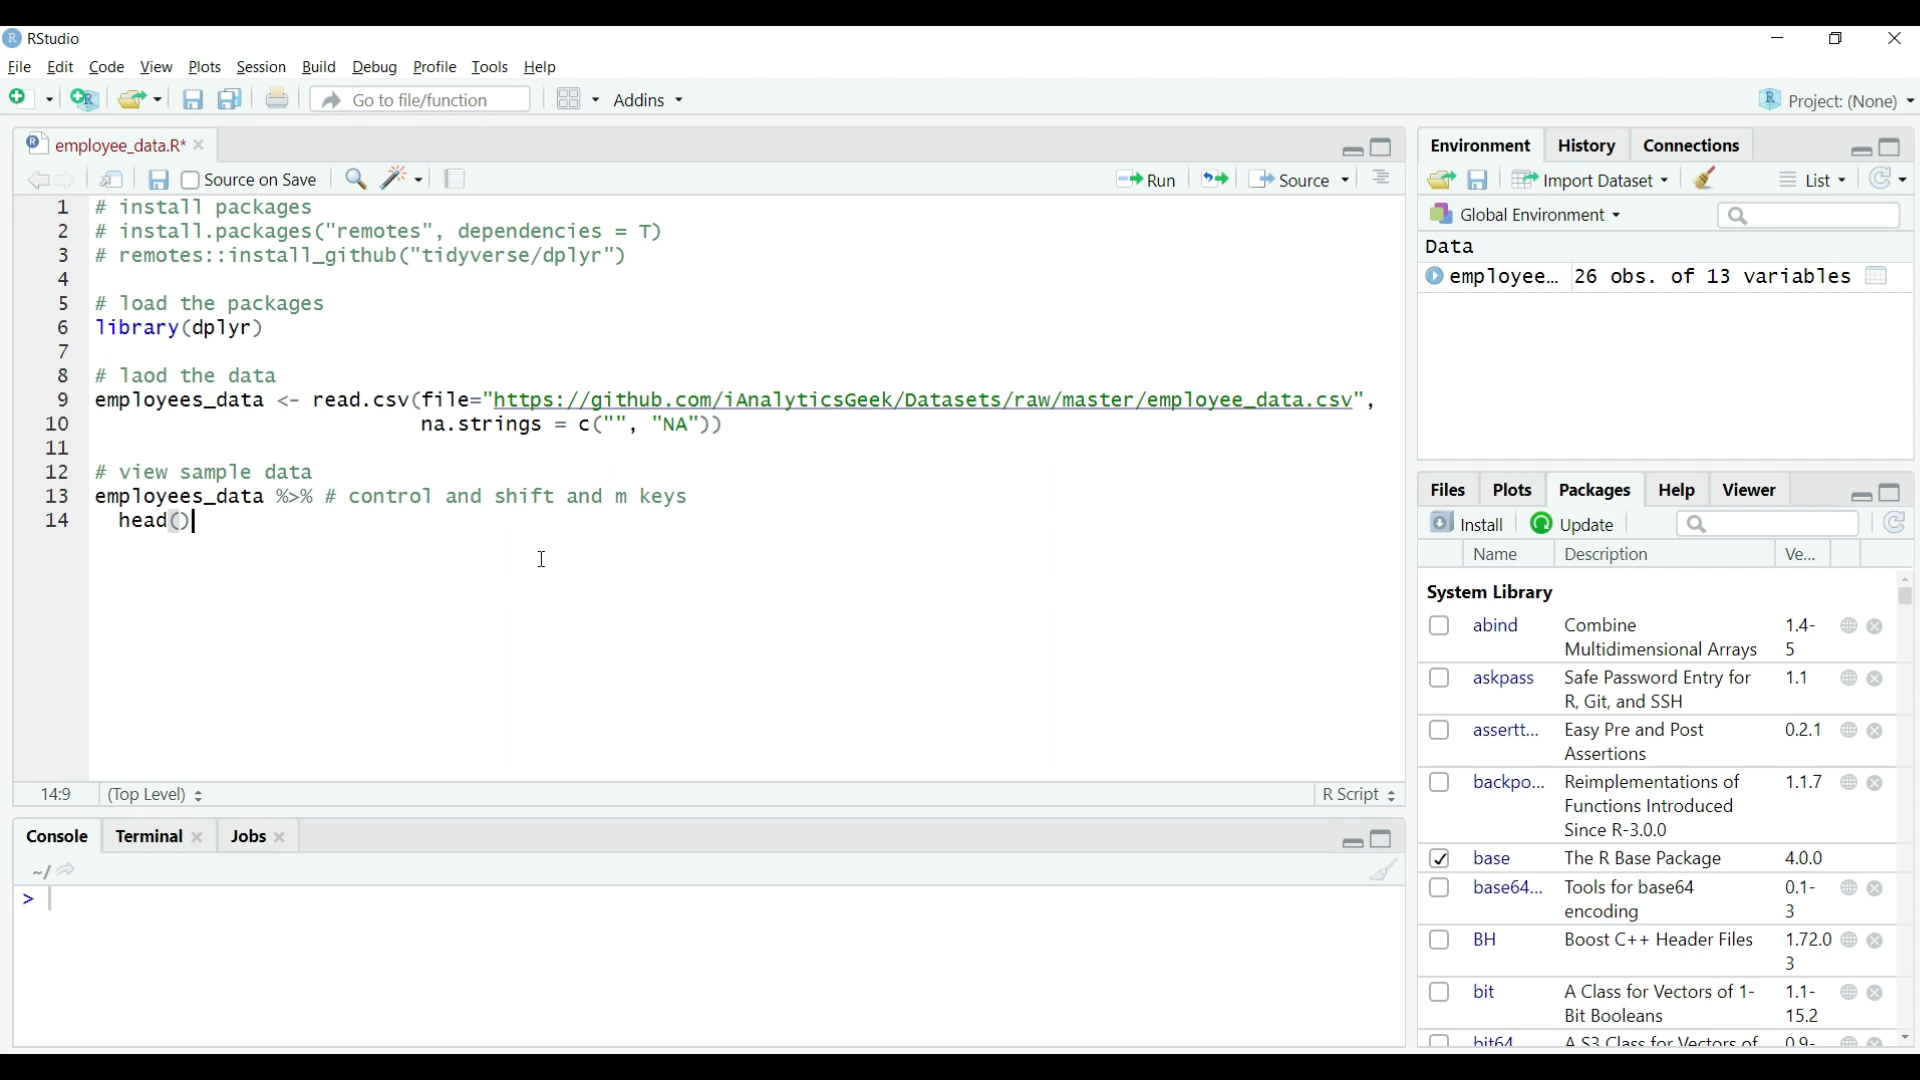 RStudio
File Edit Code View Plots Session Build Debug Profile Tools Help
Go to file/function Addins Project: (None)
employee_data.R*
Source on Save Run Source
1 # install packages
2 # install.packages("remotes", dependencies = T)
3 # remotes::install_github("tidyverse/dplyr")
4
5 # load the packages
6 library(dplyr)
7
8 # laod the data
9 employees_data <- read.csv(file="https://github.com/iAnalyticsGeek/Datasets/raw/master/employee_data.csv",
10 na.strings = c("", "NA"))
11
12 # view sample data
13 employees_data %>% # control and shift and m keys
14 head()
14:9 (Top Level) R Script
Console Terminal Jobs
~/
>
Environment History Connections
Import Dataset List
Global Environment
Data
employee... 26 obs. of 13 variables
Files Plots Packages Help Viewer
Install Update
Name Description Ve...
System Library
abind Combine 1.4-
Multidimensional Arrays 5
askpass Safe Password Entry for 1.1
R, Git, and SSH
assertt... Easy Pre and Post 0.2.1
Assertions
backpo... Reimplementations of 1.1.7
Functions Introduced
Since R-3.0.0
base The R Base Package 4.0.0
base64... Tools for base64 0.1-
encoding 3
BH Boost C++ Header Files 1.72.0
3
bit A Class for Vectors of 1- 1.1-
Bit Booleans 15.2
bit64 A S3 Class for Vectors of 0.9-